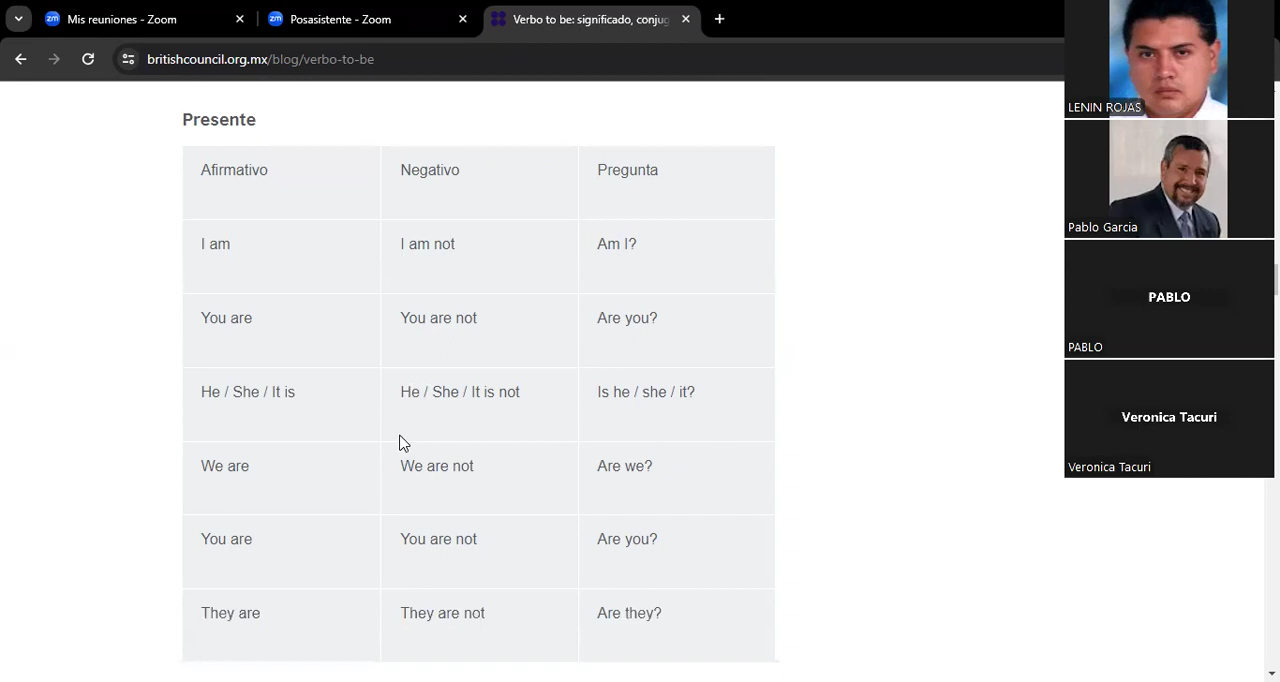 Mis reuniones - Zoom
Posasistente - Zoom
Verbo to be: significado, conjug
britishcouncil.org.mx/blog/verbo-to-be
Presente
Afirmativo Negativo Pregunta
I am I am not Am I?
You are You are not Are you?
He / She / It is He / She / It is not Is he / she / it?
We are We are not Are we?
You are You are not Are you?
They are They are not Are they?
LENIN ROJAS
Pablo Garcia
PABLO
PABLO
Veronica Tacuri
Veronica Tacuri